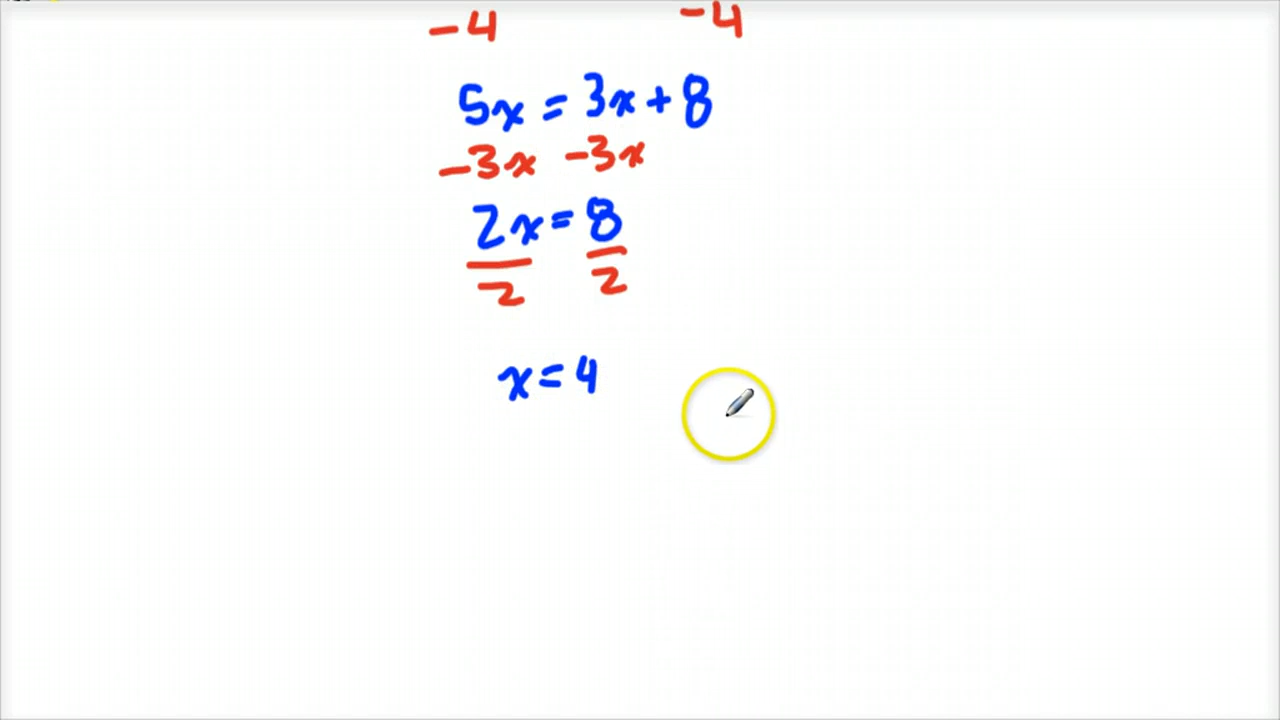 -4 -4
5x = 3x + 8
-3x -3x
2x = 8
2 2
x = 4